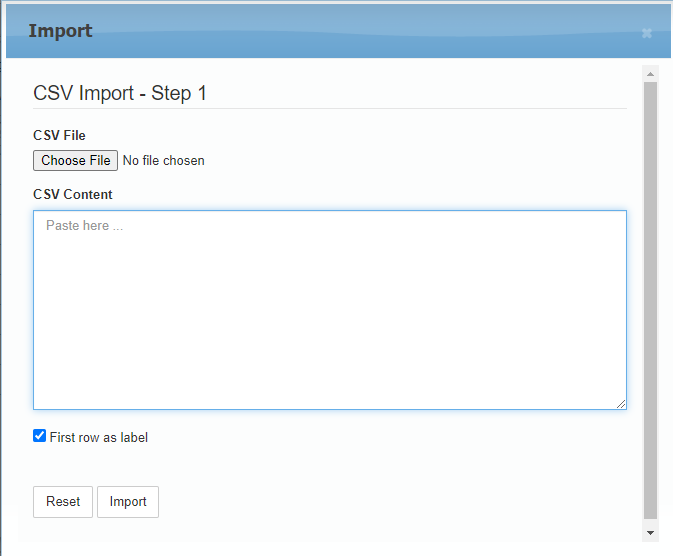 Import
CSV Import - Step 1
CSV File
Choose File No file chosen
CSV Content
Paste here ...
First row as label
Reset Import